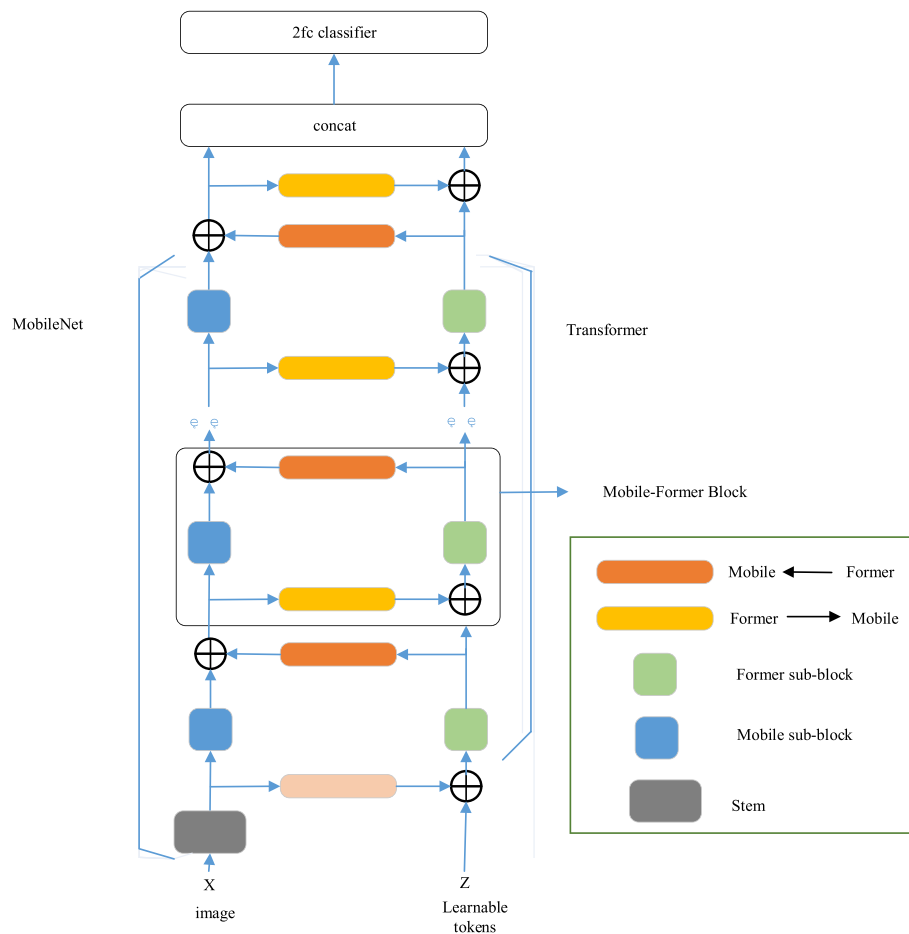 2fc classifier
concat
MobileNet
Transformer
Mobile-Former Block
Mobile Former
Former Mobile
Former sub-block
Mobile sub-block
Stem
X
image
Z
Learnable
tokens